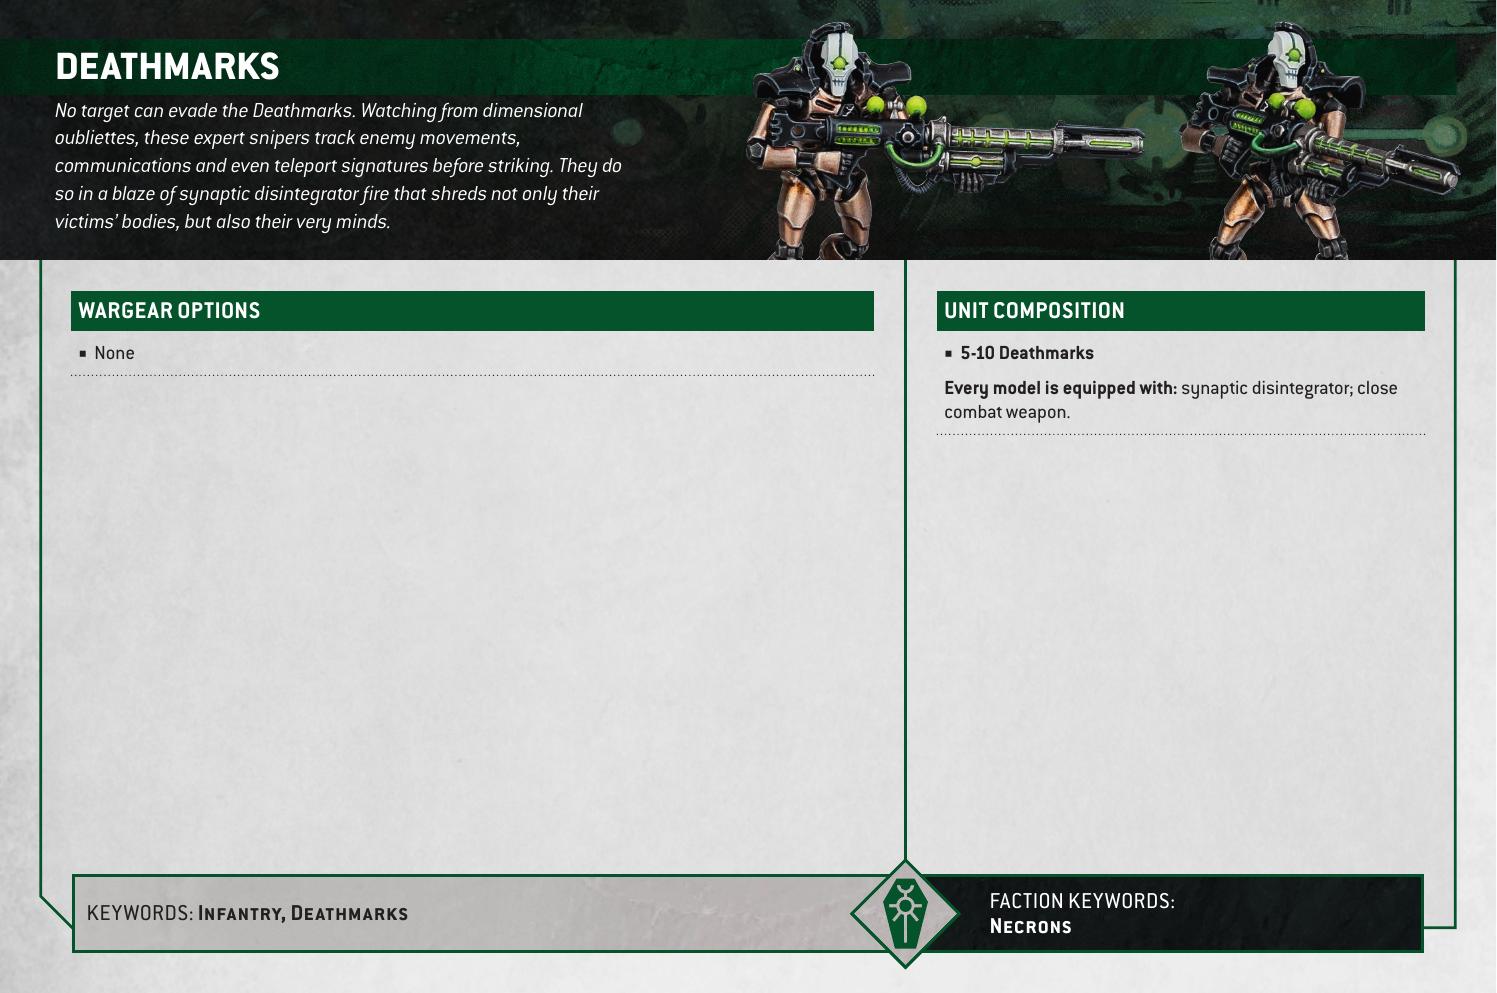 DEATHMARKS
No target can evade the Deathmarks. Watching from dimensional
oubliettes, these expert snipers track enemy movements,
communications and even teleport signatures before striking. They do
so in a blaze of synaptic disintegrator fire that shreds not only their
victims’ bodies, but also their very minds.
WARGEAR OPTIONS
■ None
UNIT COMPOSITION
■ 5-10 Deathmarks
Every model is equipped with: synaptic disintegrator; close
combat weapon.
KEYWORDS: Infantry, Deathmarks
FACTION KEYWORDS:
Necrons